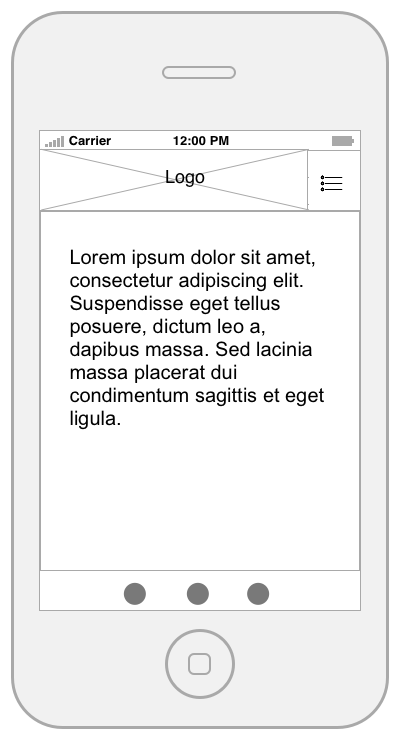 Carrier 12:00 PM
Logo
Lorem ipsum dolor sit amet,
consectetur adipiscing elit.
Suspendisse eget tellus
posuere, dictum leo a,
dapibus massa. Sed lacinia
massa placerat dui
condimentum sagittis et eget
ligula.